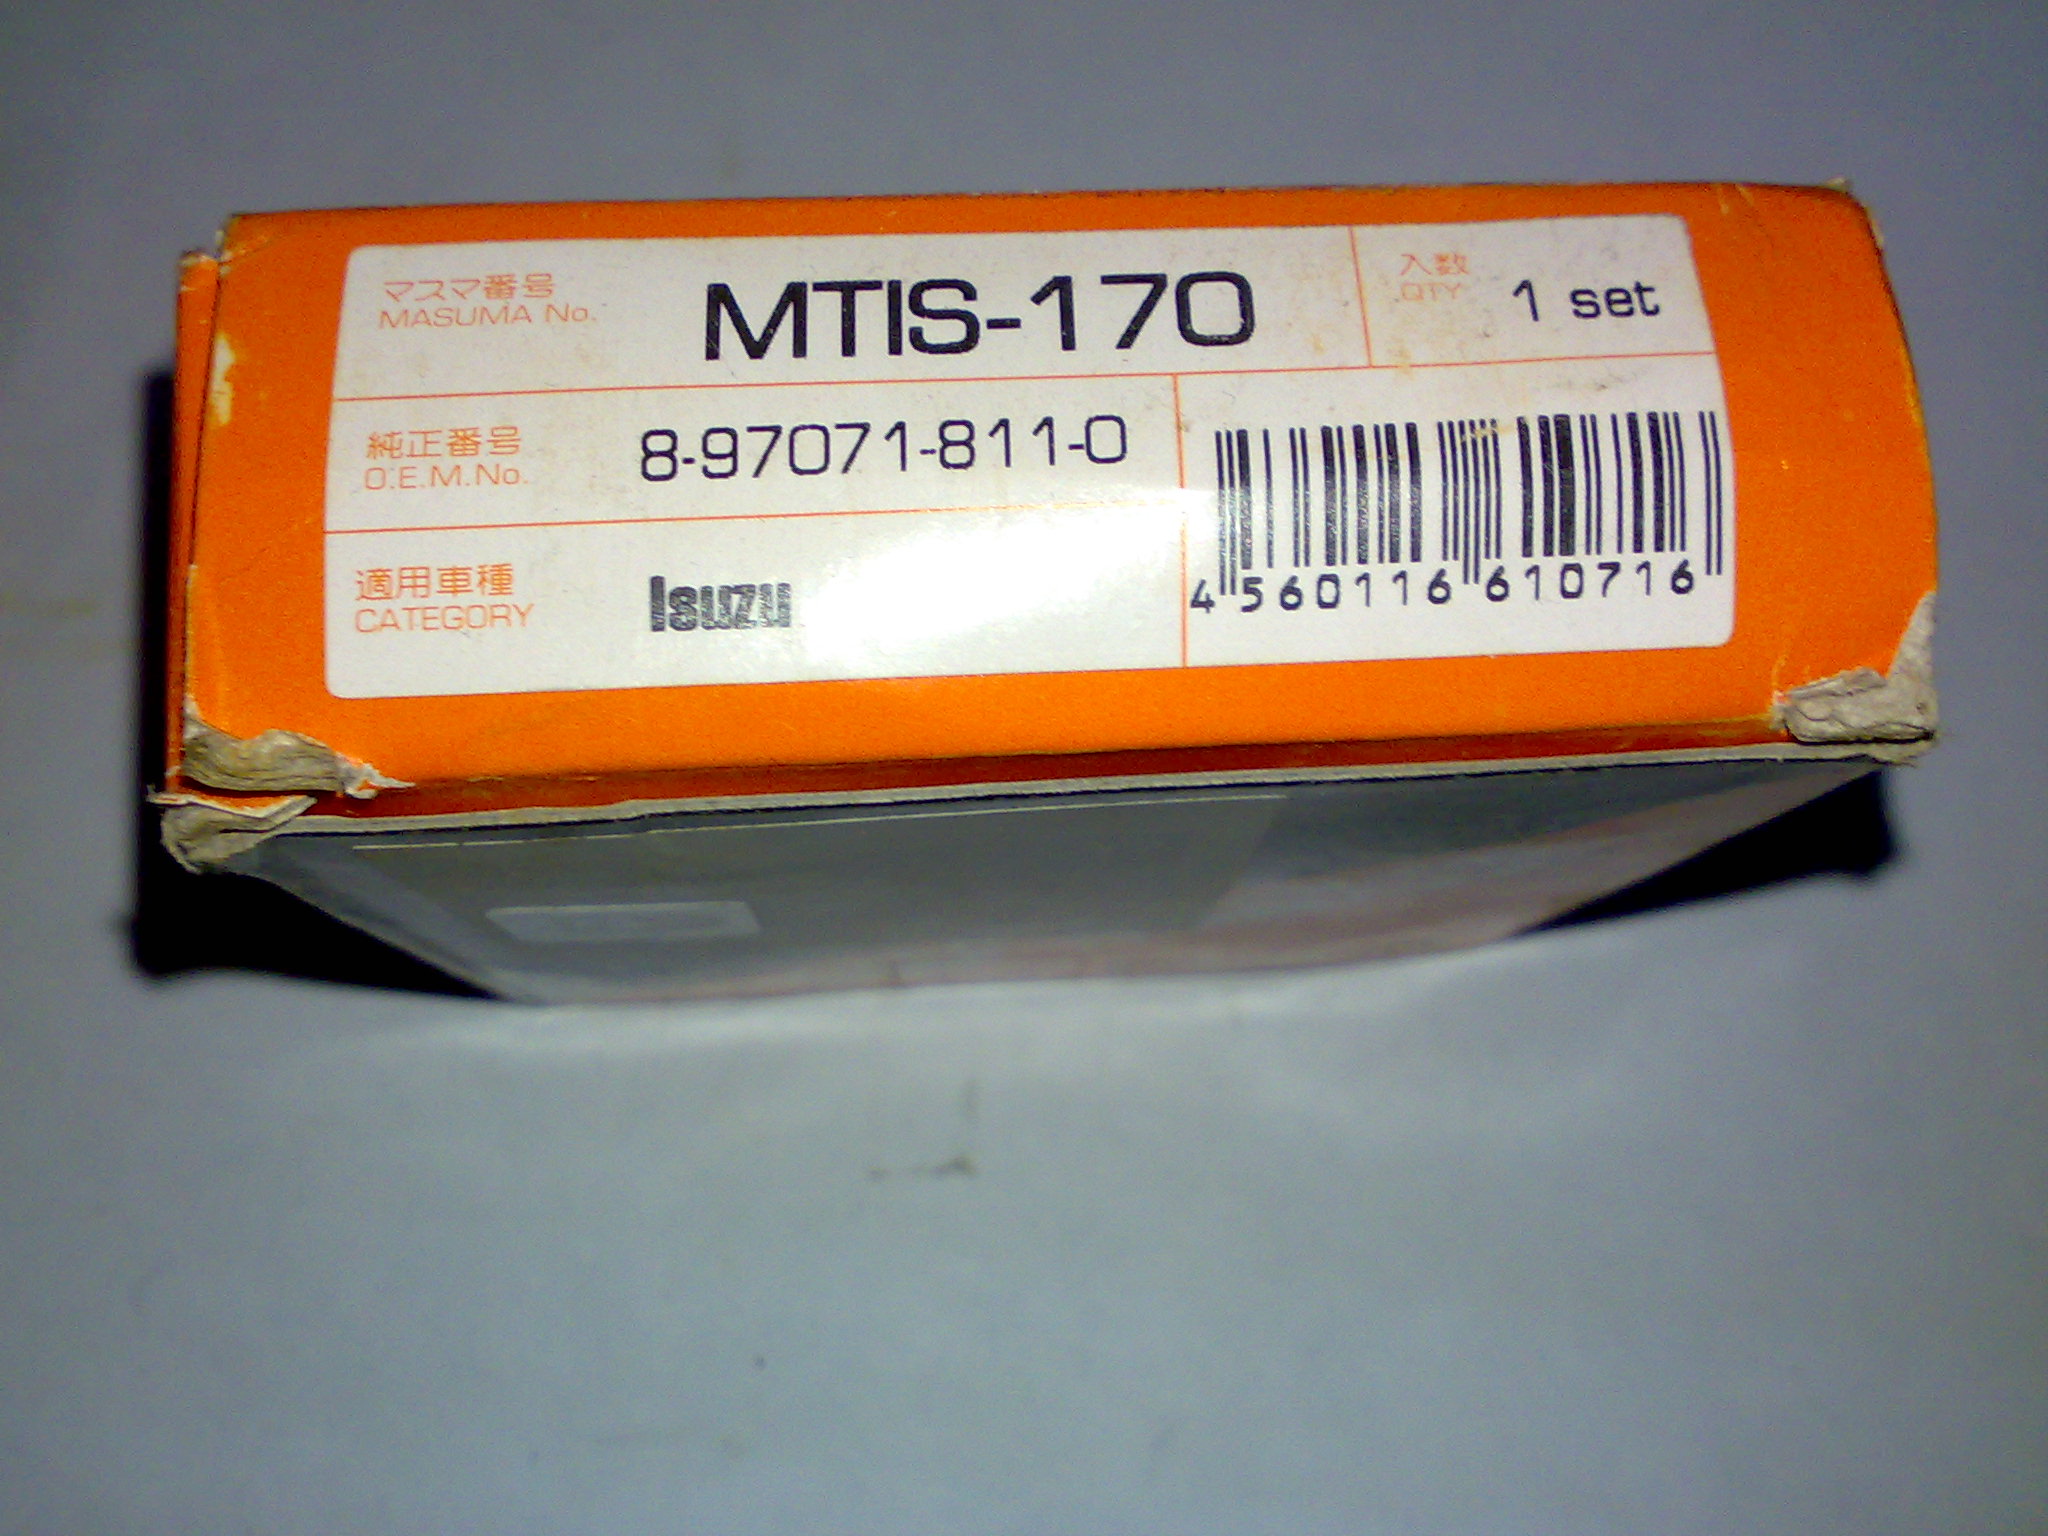 マスマ番号
MASUMA No.
MTIS-170
入数
QTY
1 set
純正番号
O.E.M.No.
8-97071-811-0
適用車種
CATEGORY
Isuzu
4 560116 610716